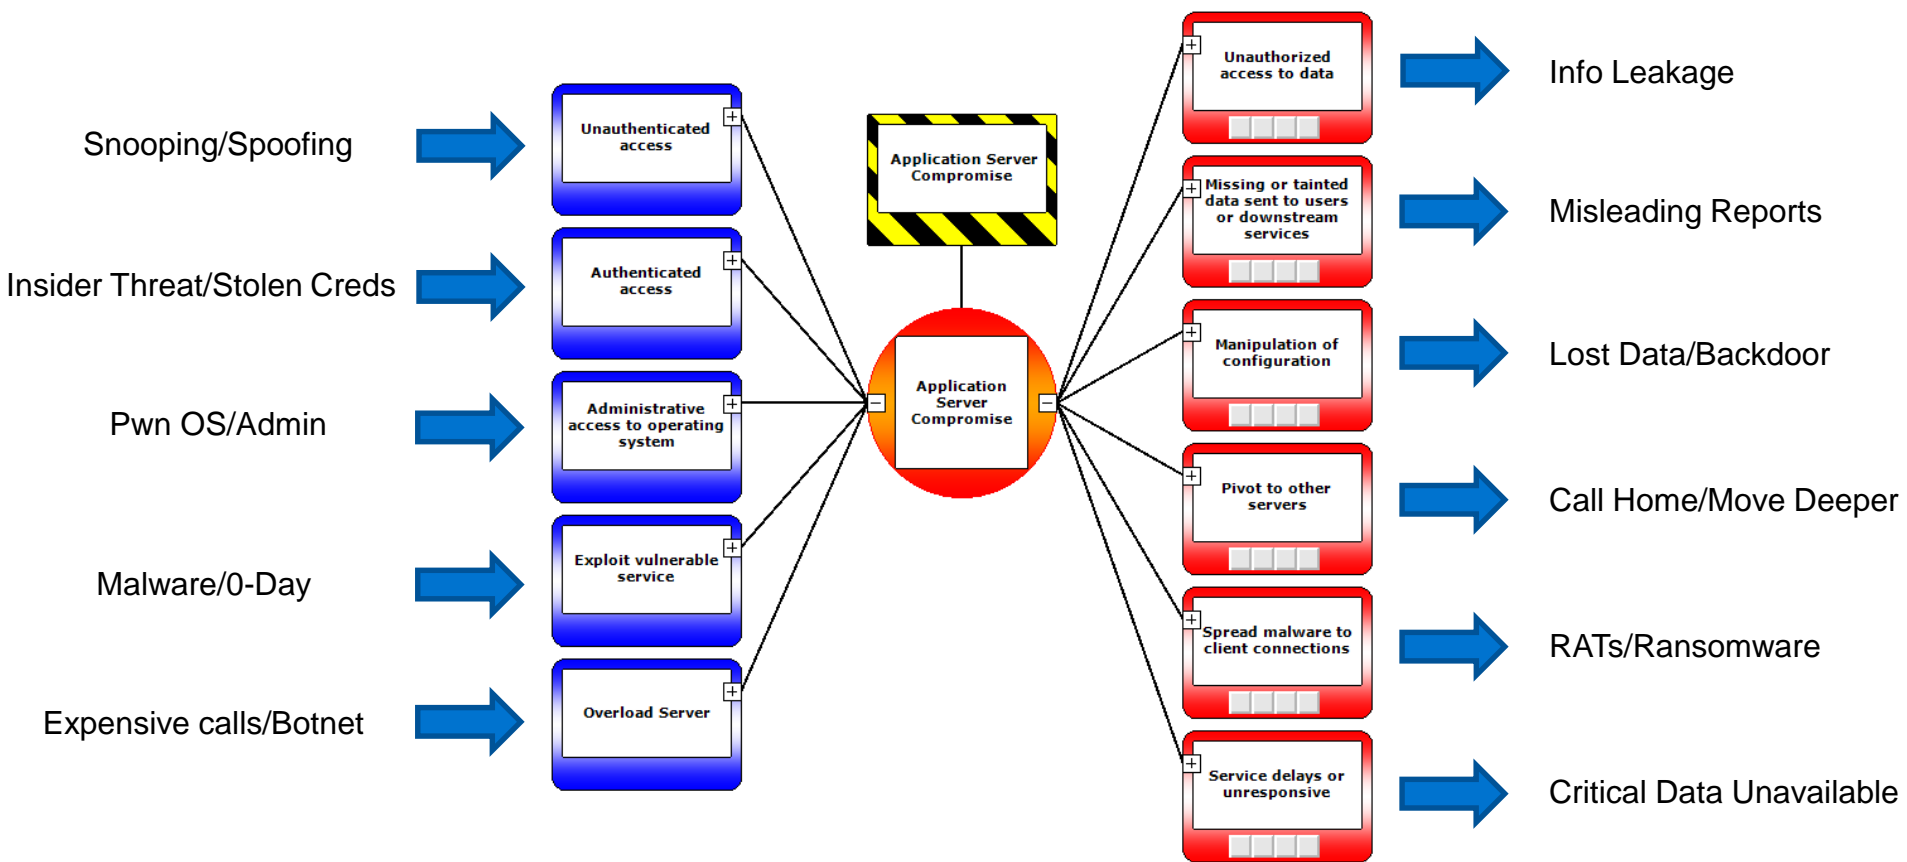 Snooping/Spoofing
Insider Threat/Stolen Creds
Pwn OS/Admin
Malware/0-Day
Expensive calls/Botnet
Unauthenticated
access
Authenticated
access
Administrative
access to operating
system
Exploit vulnerable
service
Overload Server
Application Server
Compromise
Application
Server
Compromise
Unauthorized
access to data
Missing or tainted
data sent to users
or downstream
services
Manipulation of
configuration
Pivot to other
servers
Spread malware to
client connections
Service delays or
unresponsive
Info Leakage
Misleading Reports
Lost Data/Backdoor
Call Home/Move Deeper
RATs/Ransomware
Critical Data Unavailable